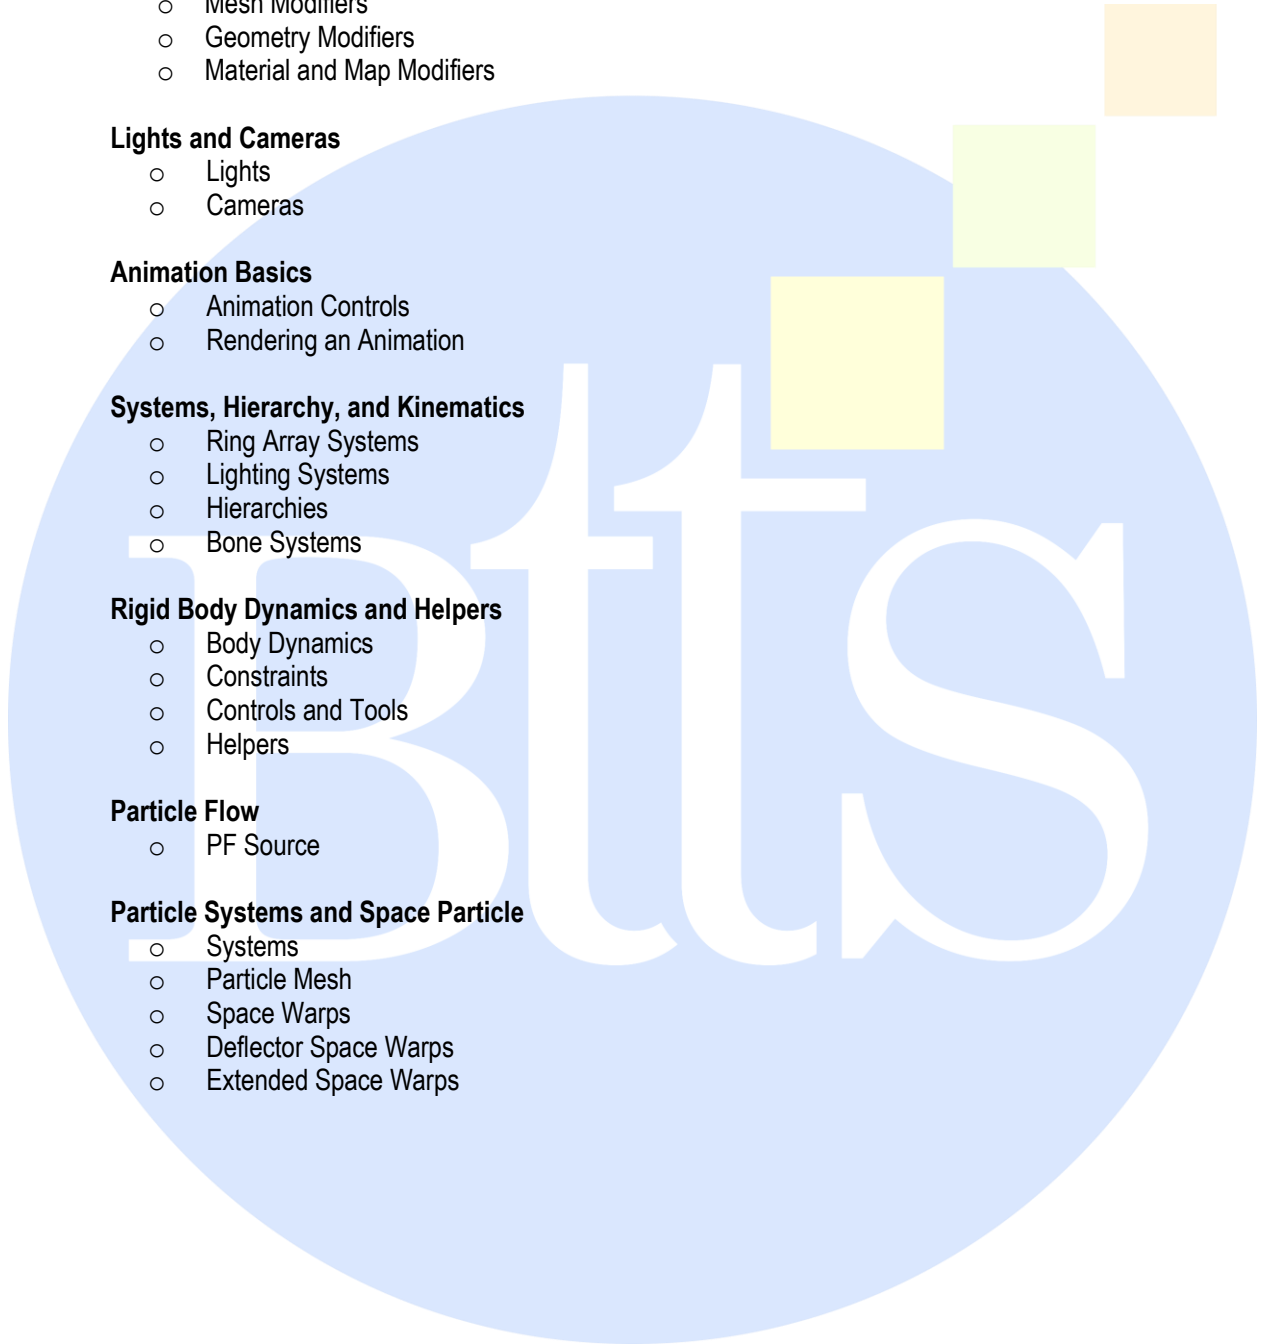 o Mesh Modifiers
o Geometry Modifiers
o Material and Map Modifiers
Lights and Cameras
o Lights
o Cameras
Animation Basics
o Animation Controls
o Rendering an Animation
Systems, Hierarchy, and Kinematics
o Ring Array Systems
o Lighting Systems
o Hierarchies
o Bone Systems
Rigid Body Dynamics and Helpers
o Body Dynamics
o Constraints
o Controls and Tools
o Helpers
Particle Flow
o PF Source
Particle Systems and Space Particle
o Systems
o Particle Mesh
o Space Warps
o Deflector Space Warps
o Extended Space Warps
Btts